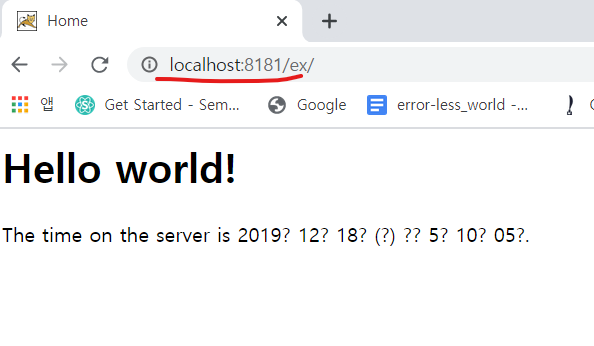 Home
localhost:8181/ex/
앱 Get Started - Sem... Google error-less_world -...
Hello world!
The time on the server is 2019? 12? 18? (?) ?? 5? 10? 05?.